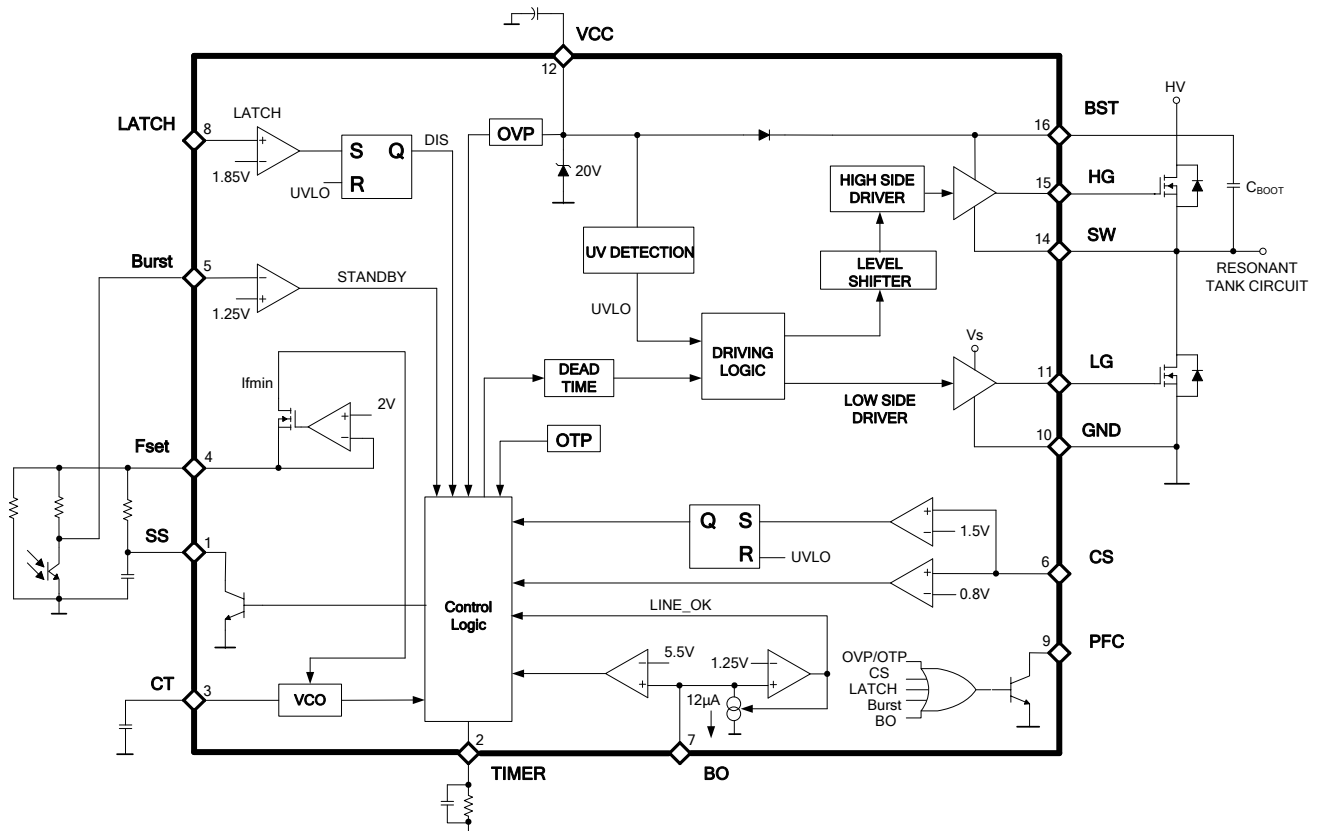 VCC
12
LATCH
8
LATCH
1.85V
S
Q
R
UVLO
DIS
OVP
20V
16
BST
HV
HIGH SIDE
DRIVER
15
HG
CBOOT
14
SW
RESONANT
TANK CIRCUIT
UV DETECTION
LEVEL
SHIFTER
Burst
5
1.25V
STANDBY
UVLO
DRIVING
LOGIC
Vs
11
LG
DEAD
TIME
LOW SIDE
DRIVER
10
GND
Ifmin
2V
Fset
4
OTP
SS
1
Q
S
R
UVLO
1.5V
6
CS
0.8V
Control
Logic
LINE_OK
9
PFC
5.5V
1.25V
OVP/OTP
CS
LATCH
Burst
BO
CT
3
VCO
12µA
2
TIMER
7
BO